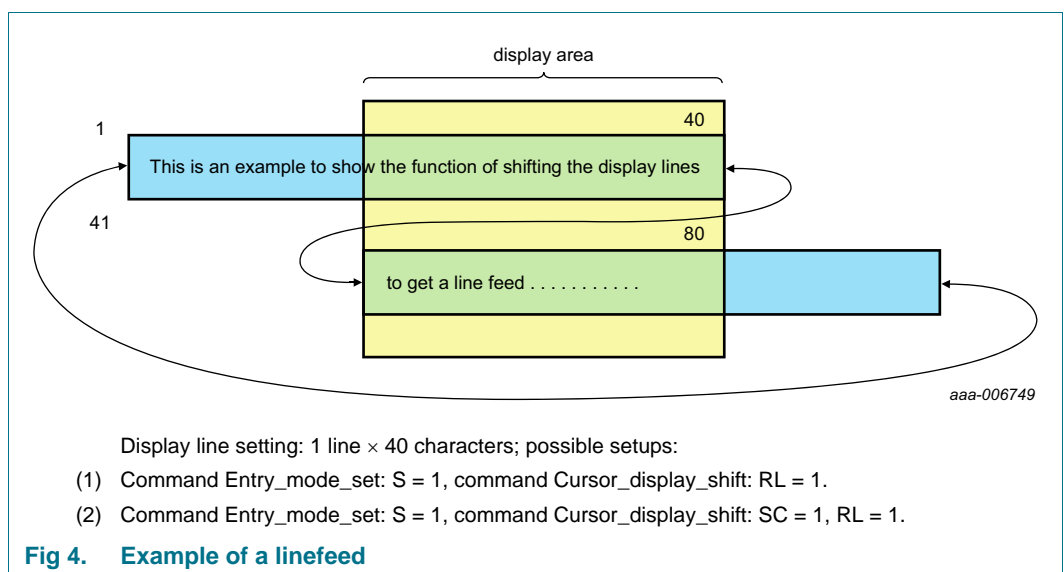 display area
1
40
This is an example to show the function of shifting the display lines
41
80
to get a line feed . . . . . . . . . . .
aaa-006749
Display line setting: 1 line × 40 characters; possible setups:
(1) Command Entry_mode_set: S = 1, command Cursor_display_shift: RL = 1.
(2) Command Entry_mode_set: S = 1, command Cursor_display_shift: SC = 1, RL = 1.
Fig 4. Example of a linefeed